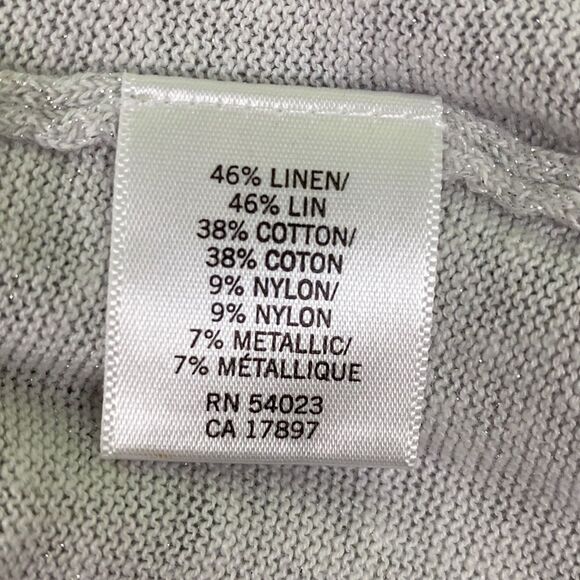 46% LINEN/
46% LIN
38% COTTON/
38% COTON
9% NYLON/
9% NYLON
7% METALLIC/
7% MÉTALLIQUE
RN 54023
CA 17897